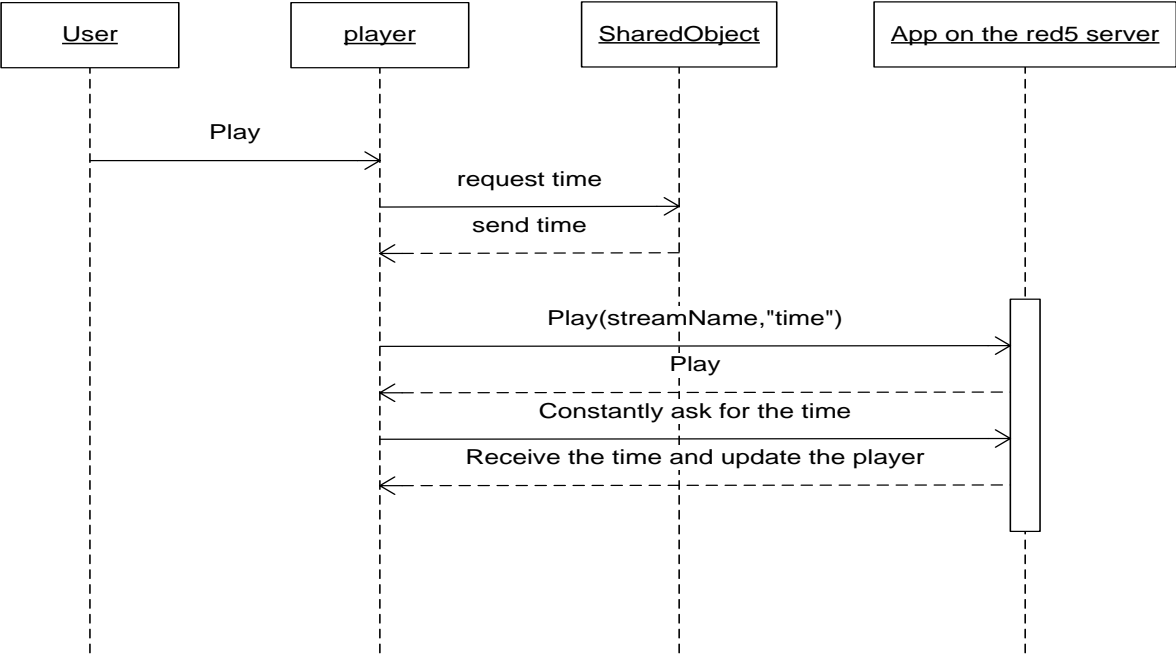 User
player
SharedObject
App on the red5 server
Play
request time
send time
Play(streamName,"time")
Play
Constantly ask for the time
Receive the time and update the player